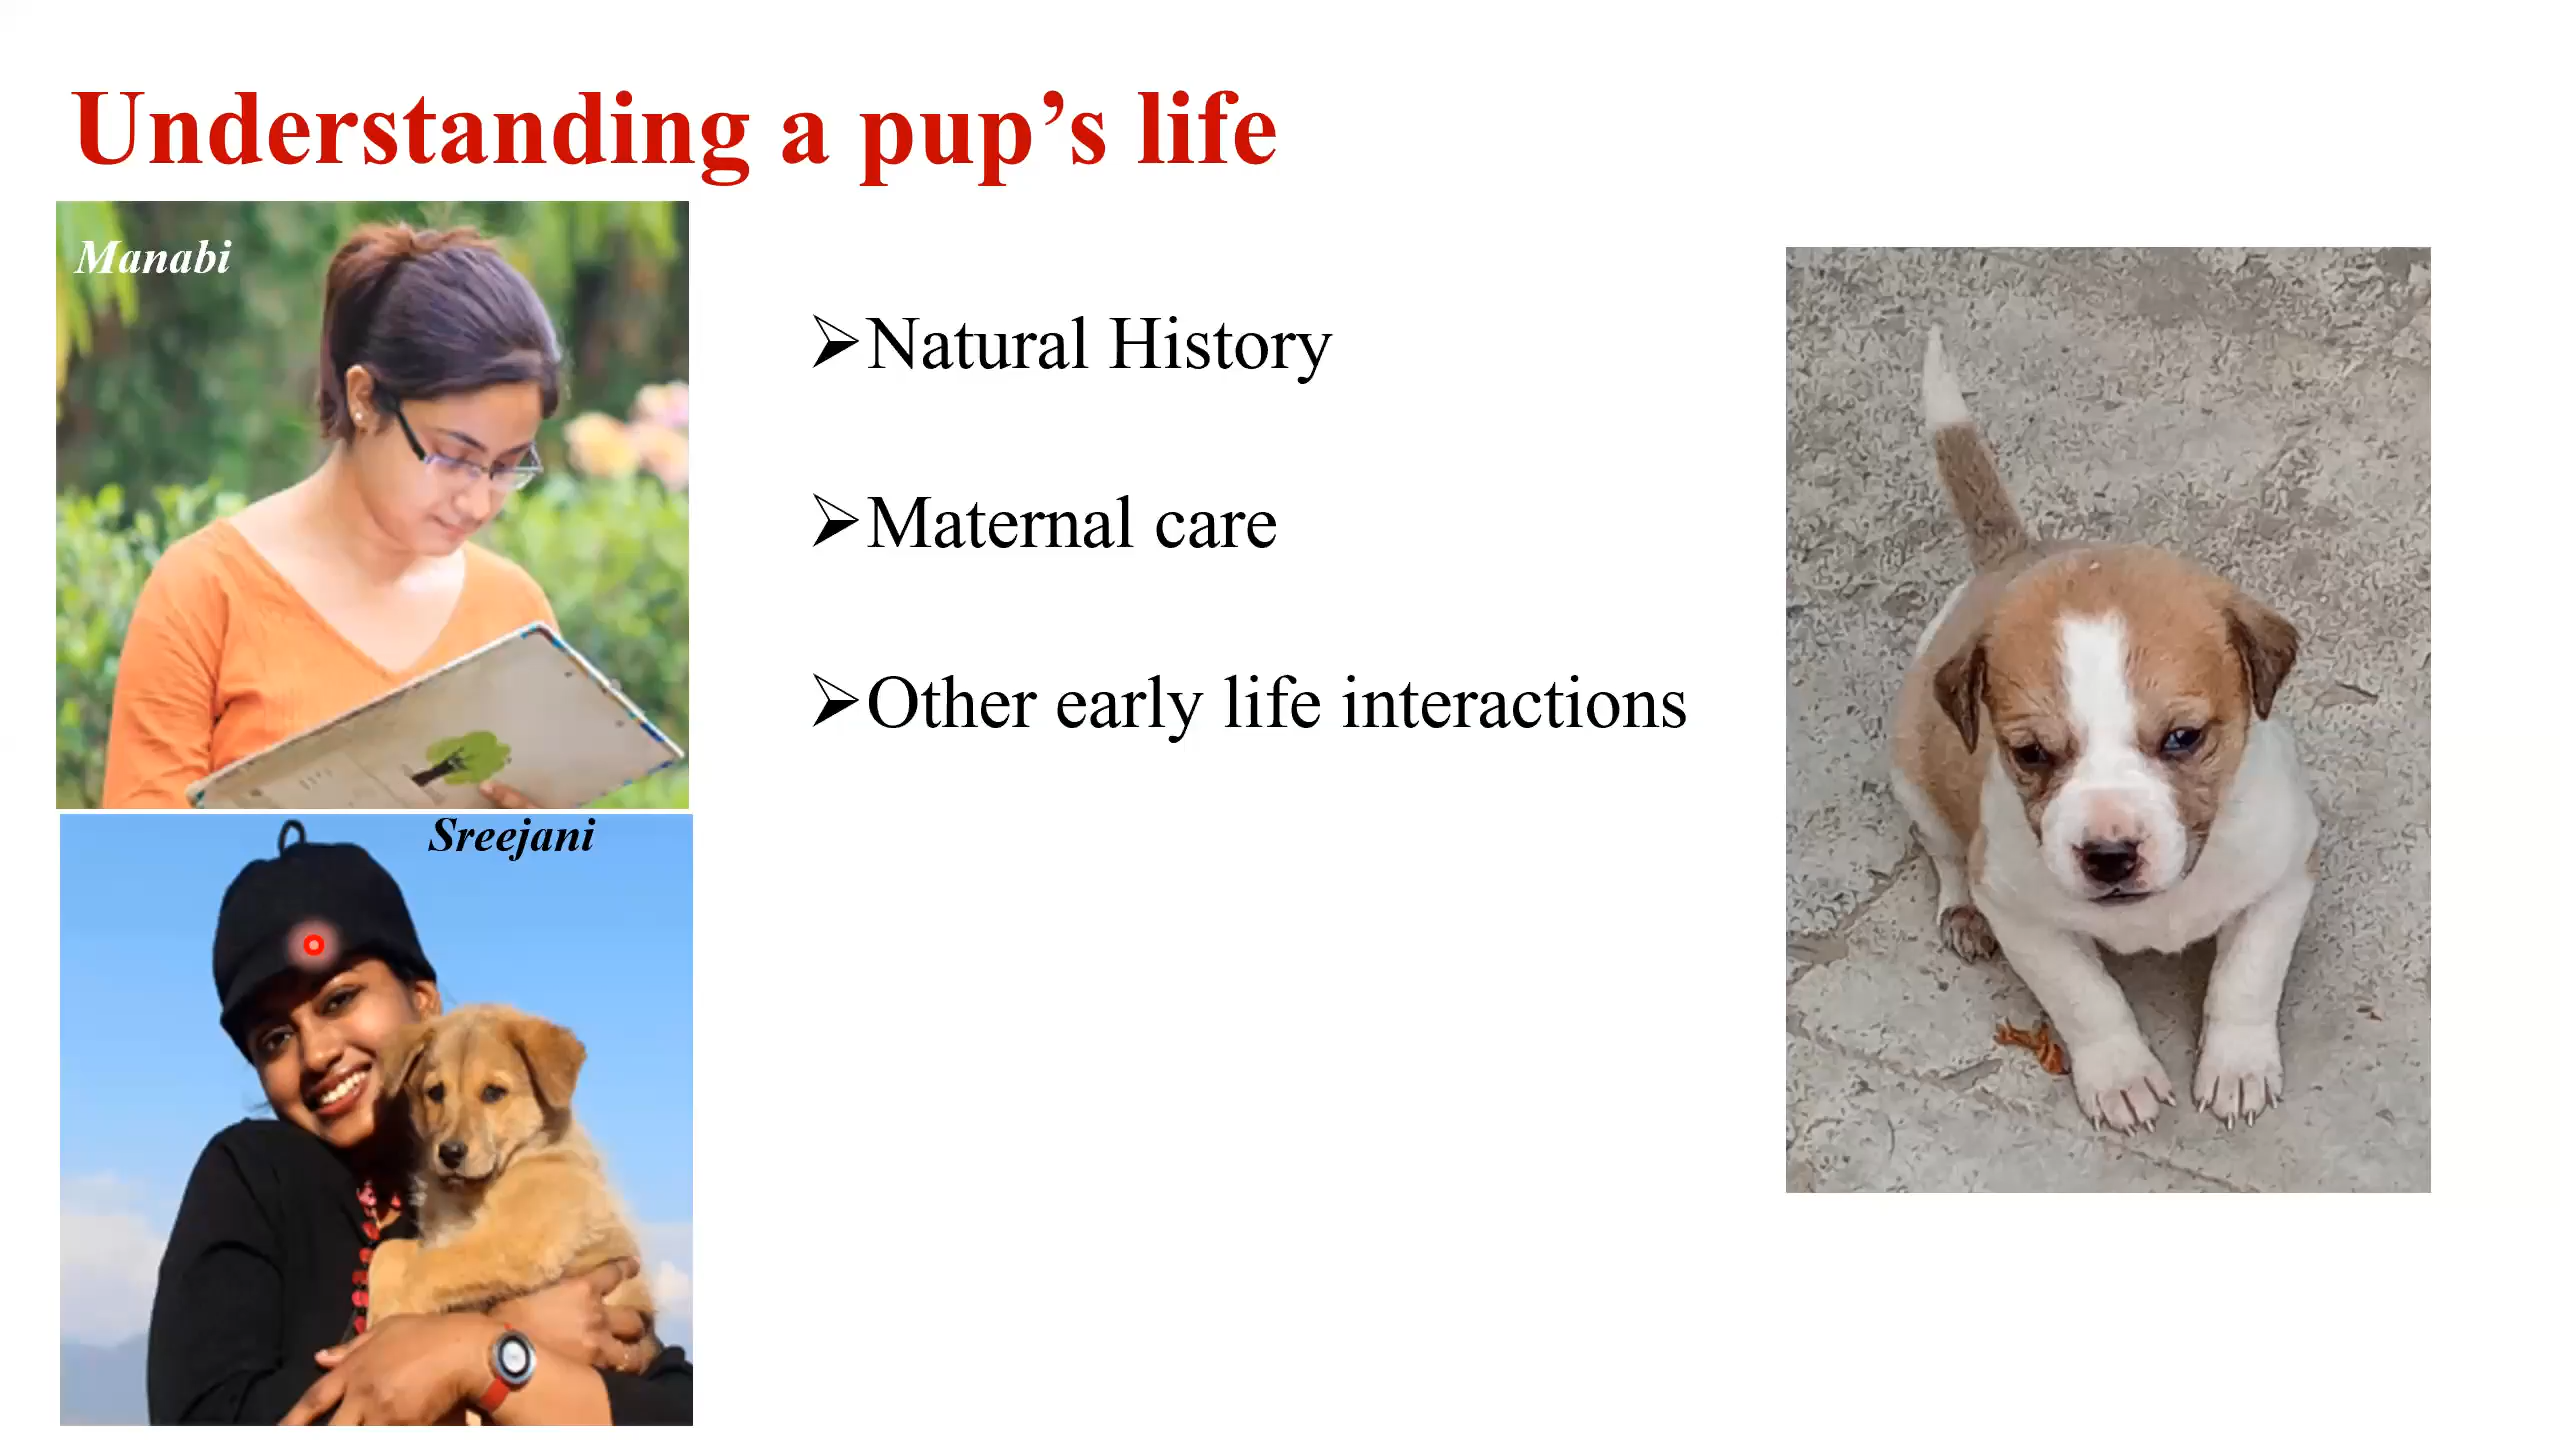 Understanding a pup’s life
Manabi
➢Natural History
➢Maternal care
➢Other early life interactions
Sreejani